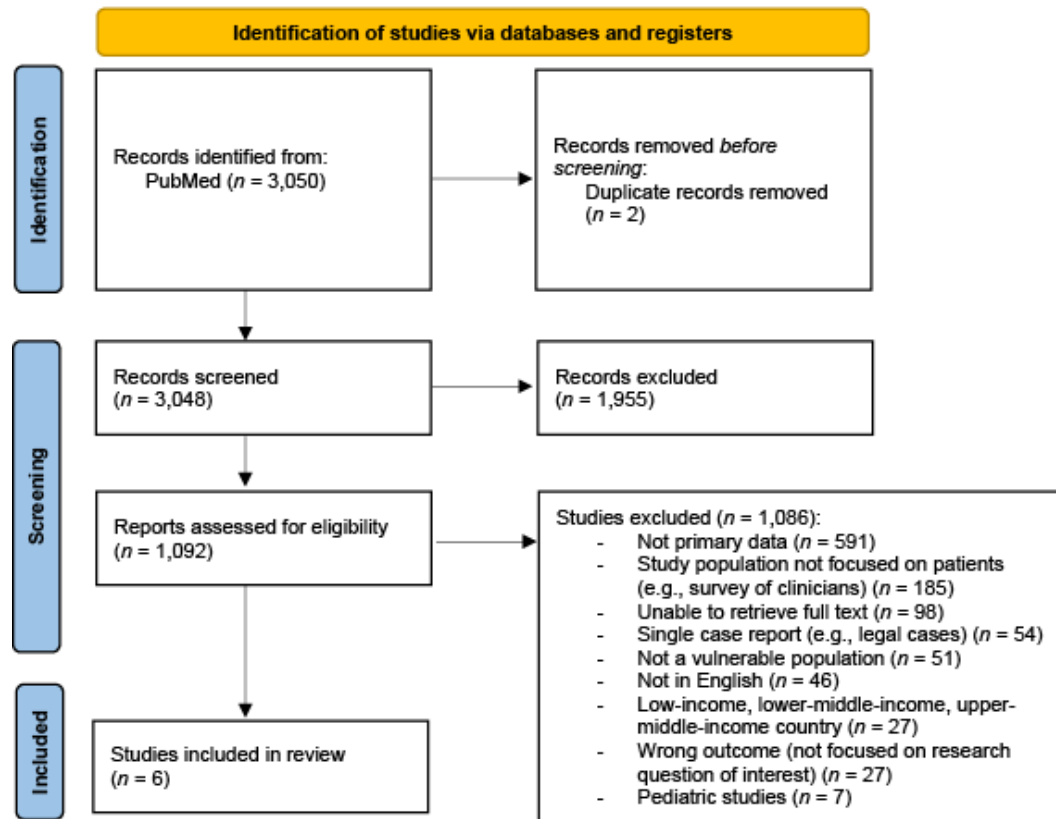 Identification of studies via databases and registers
Identification
Records identified from:
PubMed (n = 3,050)
Records removed before
screening:
Duplicate records removed
(n = 2)
Screening
Records screened
(n = 3,048)
Records excluded
(n = 1,955)
Reports assessed for eligibility
(n = 1,092)
Studies excluded (n = 1,086):
- Not primary data (n = 591)
- Study population not focused on patients
(e.g., survey of clinicians) (n = 185)
- Unable to retrieve full text (n = 98)
- Single case report (e.g., legal cases) (n = 54)
- Not a vulnerable population (n = 51)
- Not in English (n = 46)
- Low-income, lower-middle-income, upper-
middle-income country (n = 27)
- Wrong outcome (not focused on research
question of interest) (n = 27)
- Pediatric studies (n = 7)
Included
Studies included in review
(n = 6)